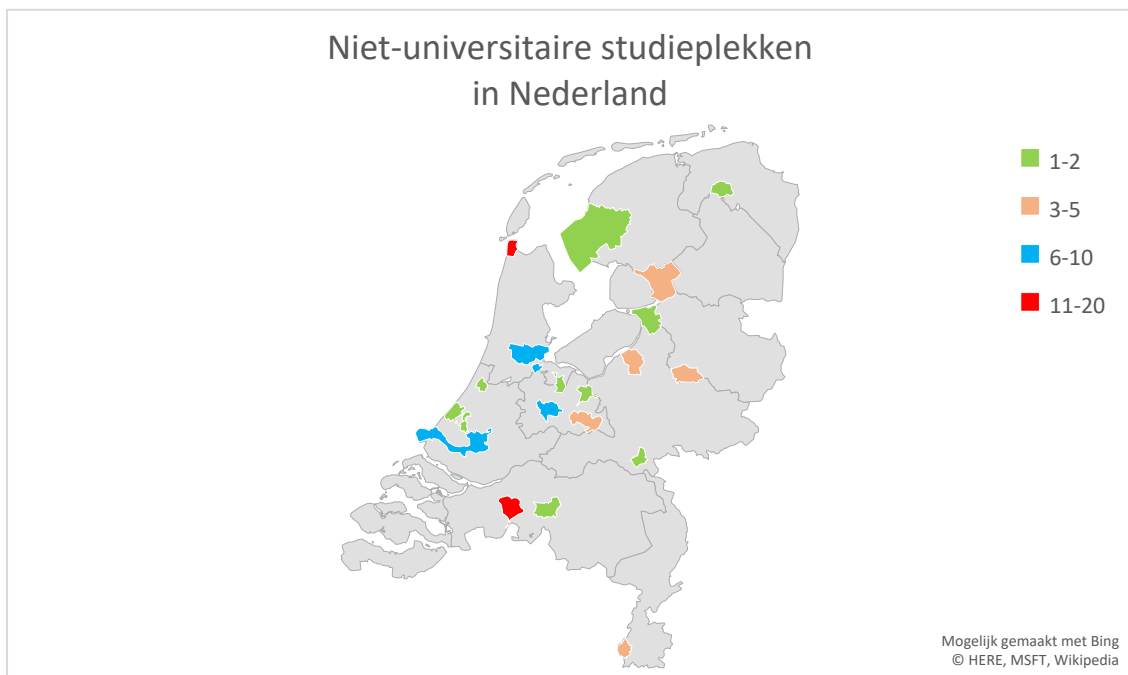 Niet-universitaire studieplekken
in Nederland
1-2
3-5
6-10
11-20
Mogelijk gemaakt met Bing
© HERE, MSFT, Wikipedia